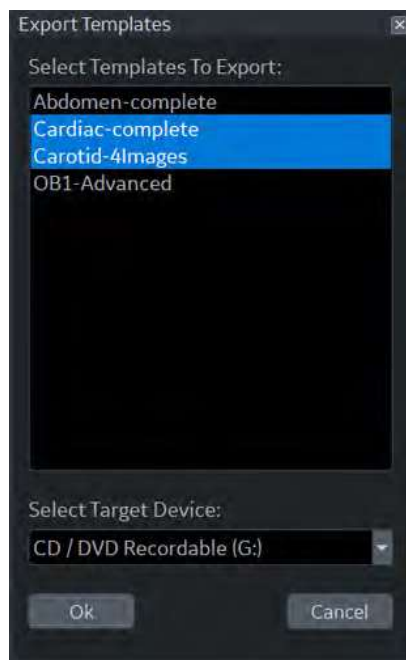 Export Templates
Select Templates To Export:
Abdomen-complete
Cardiac-complete
Carotid-4Images
OB1-Advanced
Select Target Device:
CD / DVD Recordable (G:)
Ok
Cancel